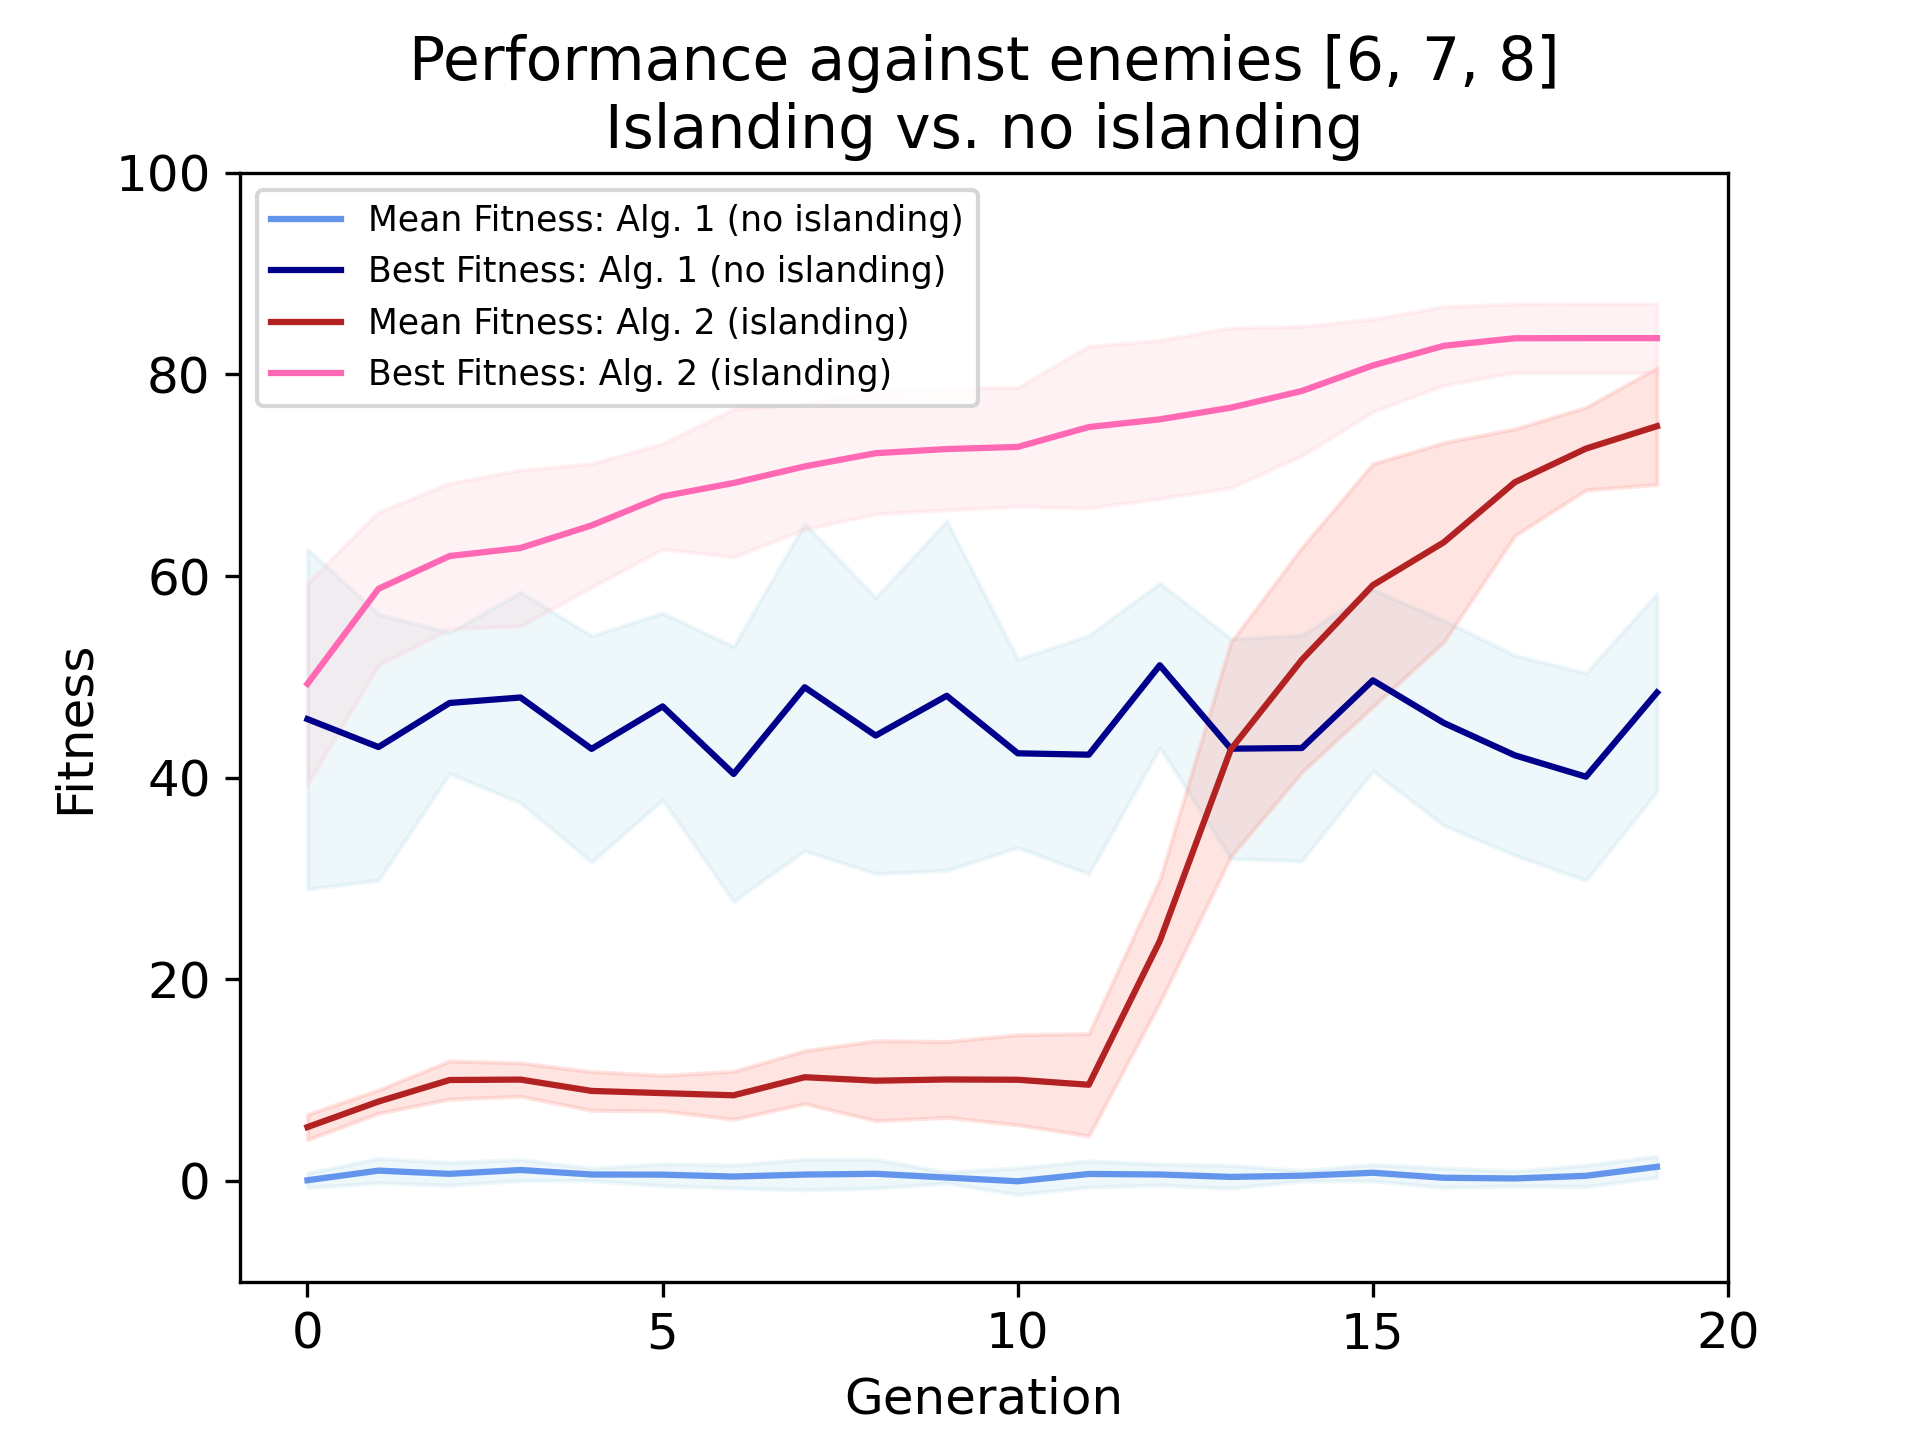 Performance against enemies [6, 7, 8]
Islanding vs. no islanding
100
80
60
40
20
0
Fitness
Mean Fitness: Alg. 1 (no islanding)
Best Fitness: Alg. 1 (no islanding)
Mean Fitness: Alg. 2 (islanding)
Best Fitness: Alg. 2 (islanding)
0 5 10 15 20
Generation